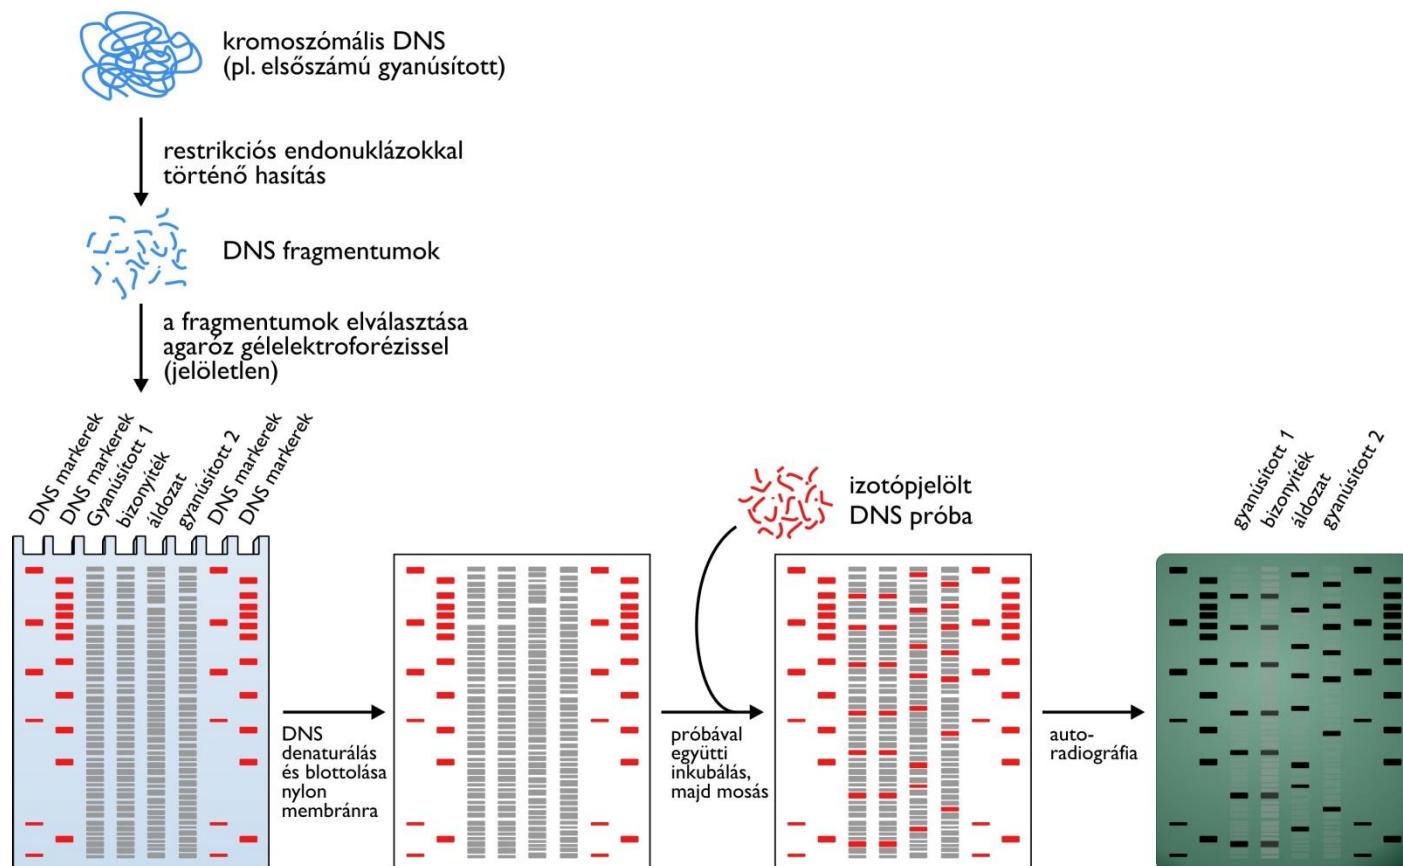 kromoszómális DNS
(pl. elsőszámú gyanúsított)
restrikciós endonuklázokkal
történő hasítás
DNS fragmentumok
a fragmentumok elválasztása
agaróz gélelektroforézissel
(jelöletlen)
DNS markerek
DNS markerek
Gyanúsított 1
bizonyíték
áldozat
gyanúsított 2
DNS markerek
DNS markerek
DNS
denaturálás
és blottolása
nylon
membránra
izotópjelölt
DNS próba
próbával
együtti
inkubálás,
majd mosás
auto-
radiográfia
gyanúsított 1
bizonyíték
áldozat
gyanúsított 2